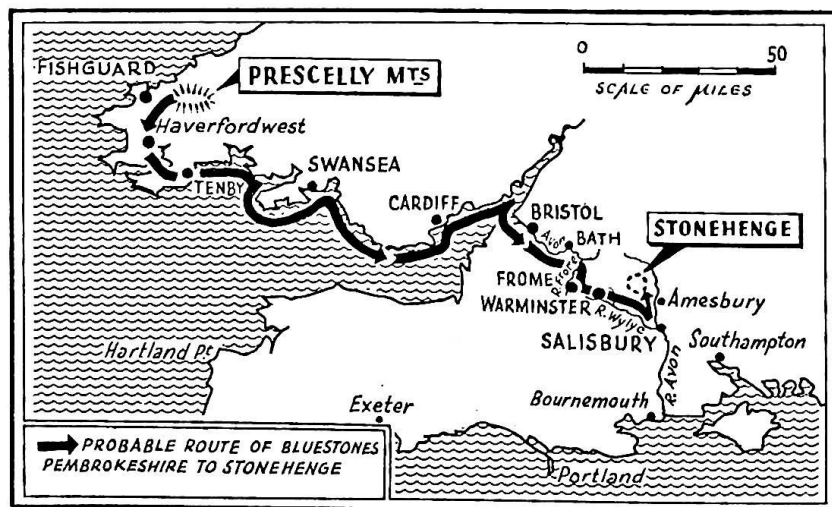 FISHGUARD
PRESCELLY MTS
0 50
SCALE OF MILES
Haverfordwest
TENBY
SWANSEA
CARDIFF
BRISTOL
Avon
BATH
STONEHENGE
FROME
R. Frome
WARMINSTER
R. Wylye
Amesbury
SALISBURY
Southampton
Hartland Pt
R. Avon
Exeter
Bournemouth
Portland
PROBABLE ROUTE OF BLUESTONES
PEMBROKESHIRE TO STONEHENGE